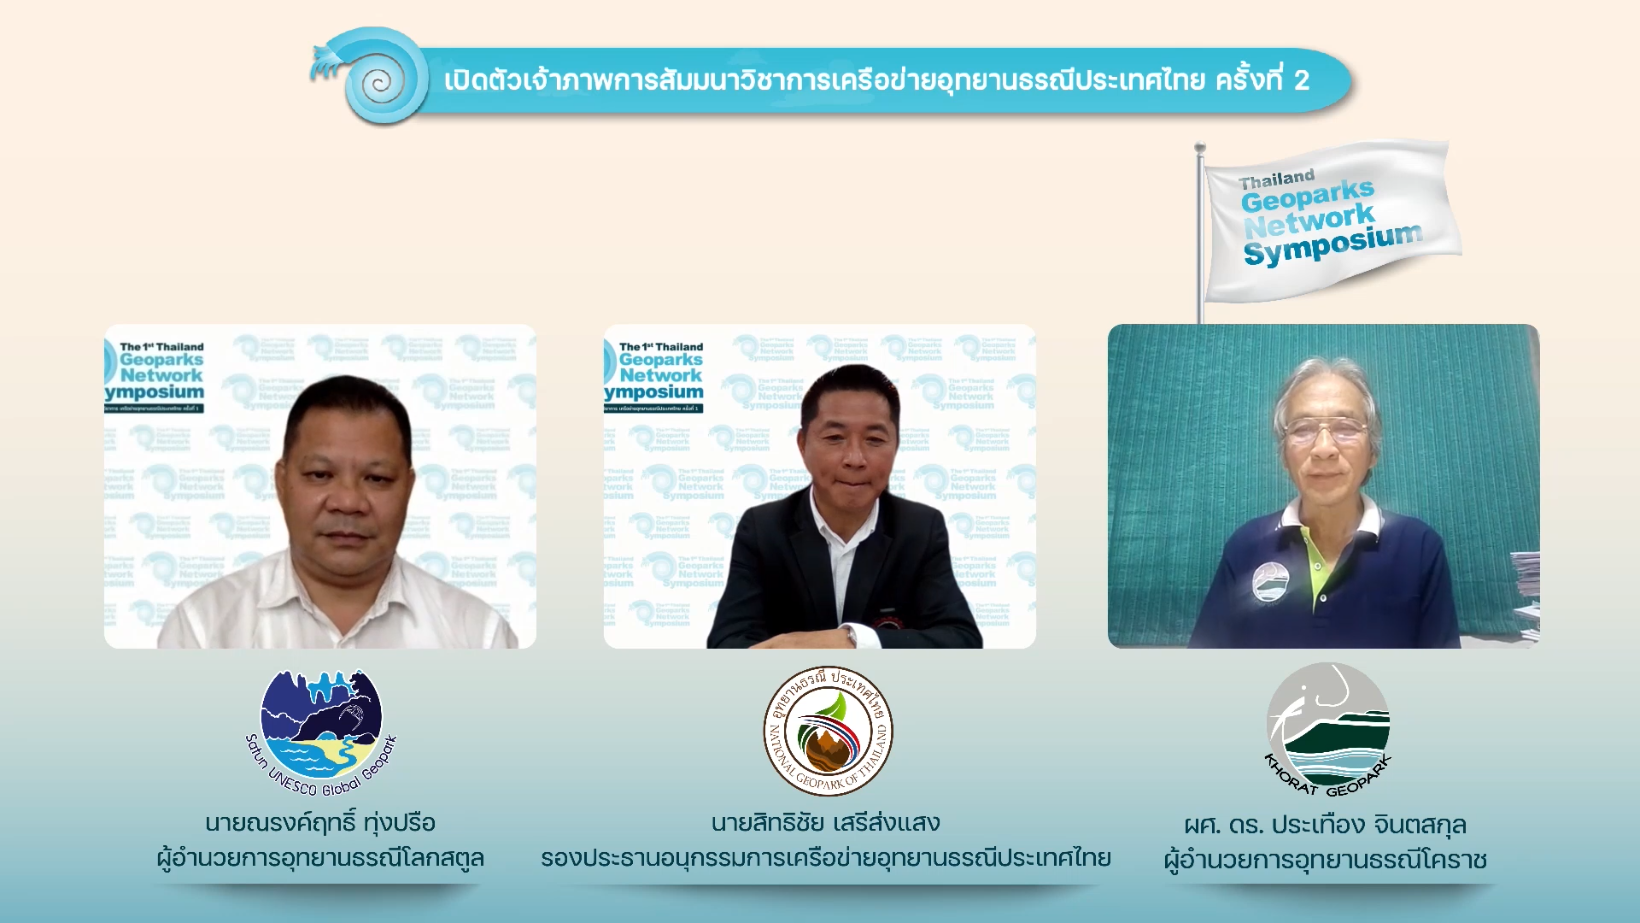 เปิดตัวเจ้าภาพการสัมมนาวิชาการเครือข่ายอุทยานธรณีประเทศไทย ครั้งที่ 2
Thailand
Geoparks
Network
Symposium
The 1st Thailand
Geoparks
Network
ymposium
The 1st Thailand
Geoparks
Network
ymposium
Satun UNESCO Global Geopark
อุทยานธรณี ประเทศไทย
NATIONAL GEOPARK OF THAILAND
KHORAT GEOPARK
นายณรงค์ฤทธิ์ ทุ่งปรือ
ผู้อำนวยการอุทยานธรณีโลกสตูล
นายสิทธิชัย เสรีส่งแสง
รองประธานอนุกรรมการเครือข่ายอุทยานธรณีประเทศไทย
ผศ. ดร. ประเทือง จินตสกุล
ผู้อำนวยการอุทยานธรณีโคราช